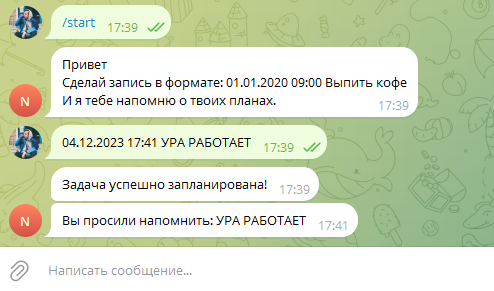 /start
17:39
Привет
Сделай запись в формате: 01.01.2020 09:00 Выпить кофе
И я тебе напомню о твоих планах.
17:39
N
04.12.2023 17:41 УРА РАБОТАЕТ
17:39
Задача успешно запланирована!
17:39
Вы просили напомнить: УРА РАБОТАЕТ
17:41
N
Написать сообщение...